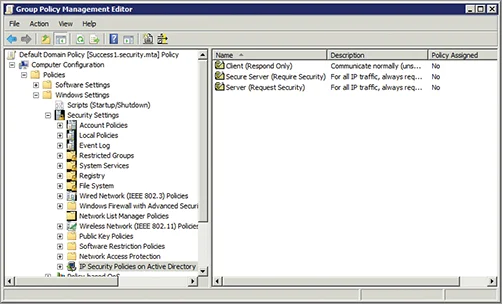 Group Policy Management Editor
File Action View Help
Default Domain Policy [Success1.security.mta] Policy
Computer Configuration
Policies
Software Settings
Windows Settings
Scripts (Startup/Shutdown)
Security Settings
Account Policies
Local Policies
Event Log
Restricted Groups
System Services
Registry
File System
Wired Network (IEEE 802.3) Policies
Windows Firewall with Advanced Securi
Network List Manager Policies
Wireless Network (IEEE 802.11) Policies
Public Key Policies
Software Restriction Policies
Network Access Protection
IP Security Policies on Active Directory
Policy-based QoS
Name Description Policy Assigned
Client (Respond Only) Communicate normally (uns... No
Secure Server (Require Security) For all IP traffic, always req... No
Server (Request Security) For all IP traffic, always req... No